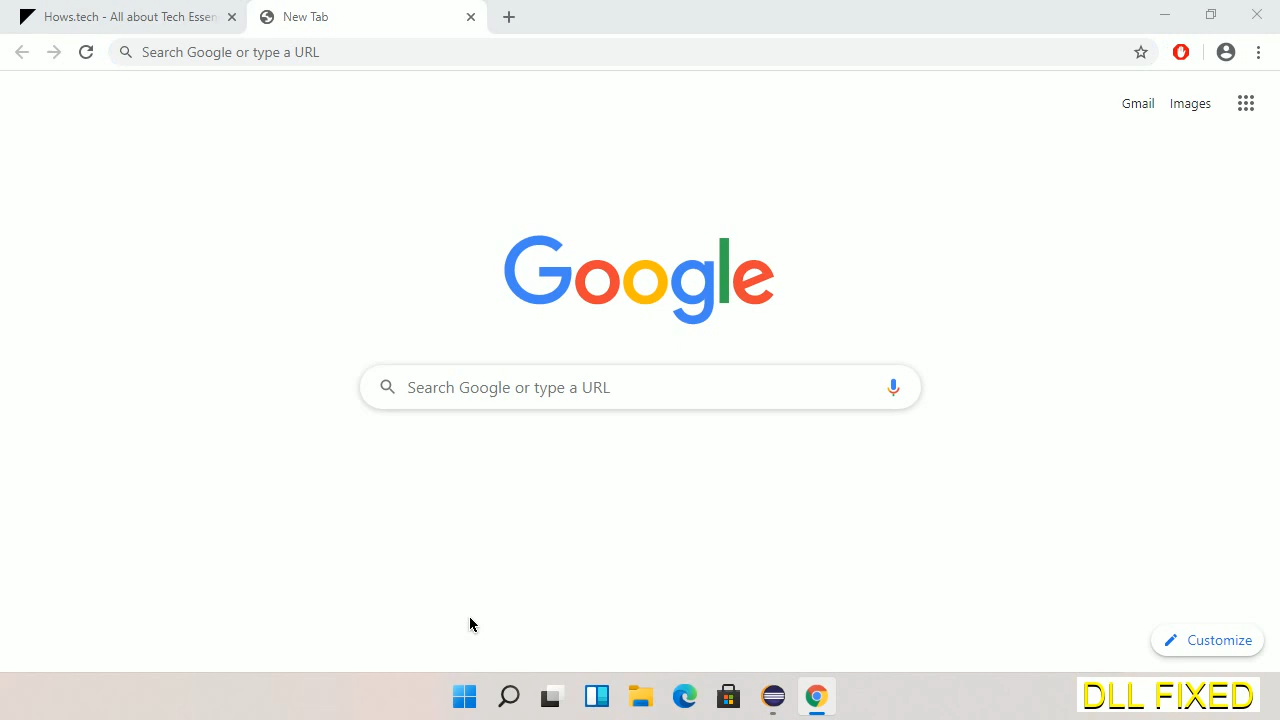 Hows.tech - All about Tech Essen
New Tab
Search Google or type a URL
Gmail
Images
Google
Search Google or type a URL
Customize
DLL FIXED